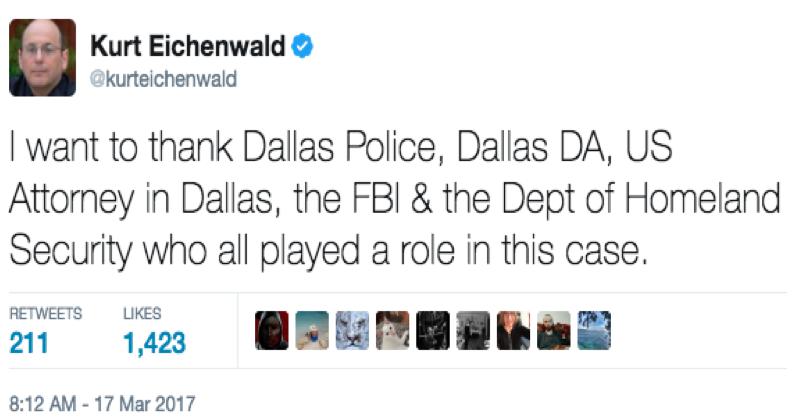 Kurt Eichenwald
@kurteichenwald
I want to thank Dallas Police, Dallas DA, US
Attorney in Dallas, the FBI & the Dept of Homeland
Security who all played a role in this case.
RETWEETS LIKES
211 1,423
8:12 AM - 17 Mar 2017